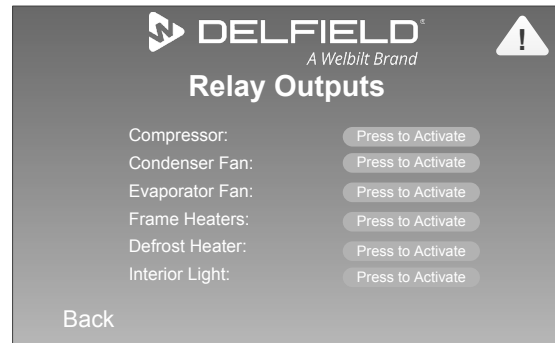 DELFIELD®
A Welbilt Brand
!
Relay Outputs
Compressor: Press to Activate
Condenser Fan: Press to Activate
Evaporator Fan: Press to Activate
Frame Heaters: Press to Activate
Defrost Heater: Press to Activate
Interior Light: Press to Activate
Back